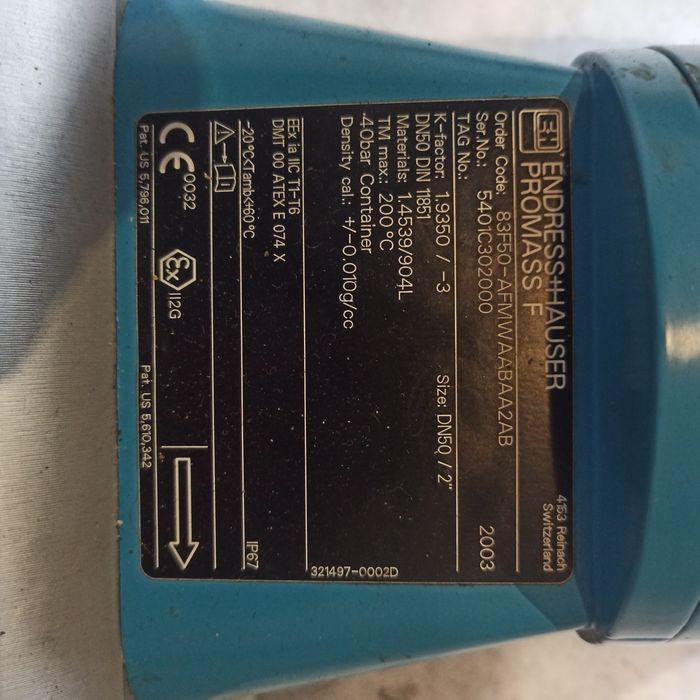 E+H ENDRESS+HAUSER
PROMASS F
4153 Reinach
Switzerland
Order Code: 83F50-AFMWAABAA2AB
Ser.No.: 5401C302000 2003
TAG No.:
K-factor: 1.9350 / -3 Size: DN50 / 2"
DN50 DIN 11851
Materials: 1.4539/904L
TM max.: 200°C
40bar Container
Density cal.: +/-0.010g/cc
321497-0002D
EEx ia IIC T1-T6
DMT 00 ATEX E 074 X
-20°C<Tamb<+60°C IP67
i
CE 0032 Ex II2G
Pat. US 5,796,011 Pat. US 5,610,342